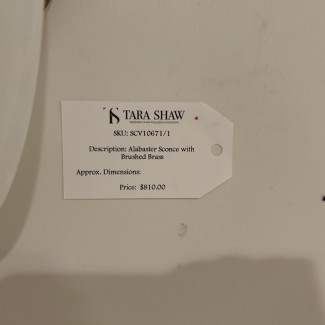 TS TARA SHAW
SKU: SCV10671/1
Description: Alabaster Sconce with
Brushed Brass
Approx. Dimensions:
Price: $810.00